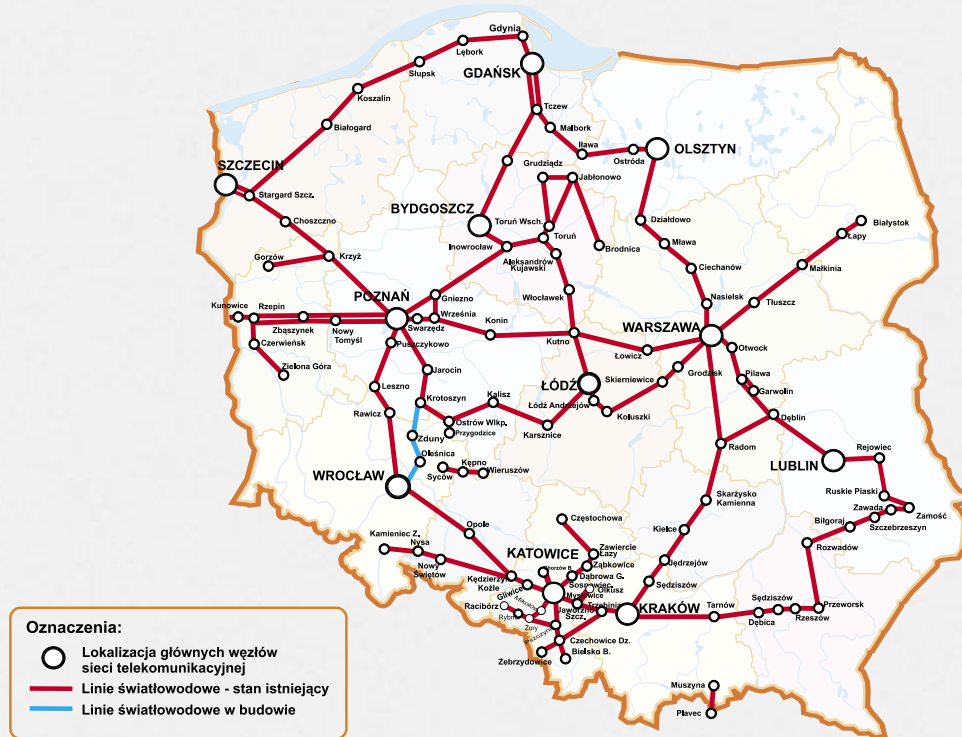 Gdynia
Lębork
GDAŃSK
Słupsk
Koszalin
Tczew
Białogard
Malbork
Iława
OLSZTYN
Ostróda
SZCZECIN
Grudziądz
Jabłonowo
Stargard Szcz.
BYDGOSZCZ
Choszczno
Toruń Wsch.
Działdowo
Białystok
Łapy
Toruń
Inowrocław
Brodnica
Mława
Gorzów
Krzyż
Aleksandrów
Kujawski
Ciechanów
Małkinia
POZNAŃ
Gniezno
Włocławek
Nasielsk
Tłuszcz
Kunowice
Rzepin
Września
Swarzędz
Konin
WARSZAWA
Zbąszynek
Nowy
Tomyśl
Puszczykowo
Kutno
Łowicz
Otwock
Czerwieńsk
Zielona Góra
Jarocin
ŁÓDŹ
Skierniewice
Grodzisk
Pilawa
Garwolin
Leszno
Rawicz
Krotoszyn
Kalisz
Łódź Andrzejów
Koluszki
Dęblin
Ostrów Wlkp.
Przygodzice
Karsznice
Zduny
Oleśnica
Radom
LUBLIN
Rejowiec
Kępno
Syców
Wieruszów
WROCŁAW
Skarżysko
Kamienna
Ruskie Piaski
Zawada
Zamość
Szczebrzeszyn
Biłgoraj
Opole
Częstochowa
Kielce
Rozwadów
Kamieniec Z.
Nysa
Nowy
Świętów
KATOWICE
Zawiercie
Łazy
Ząbkowice
Chorzów B.
Dąbrowa G.
Sosnowiec
Jędrzejów
Kędzierzyn
Koźle
Gliwice
Mysłowice
Olkusz
Sędziszów
Jaworzno
Szcz.
Trzebinia
KRAKÓW
Racibórz
Rybnik
Żory
Pszczyna
Tarnów
Sędziszów
Dębica
Rzeszów
Przeworsk
Czechowice Dz.
Bielsko B.
Zebrzydowice
Muszyna
Plavec
Oznaczenia:
Lokalizacja głównych węzłów
sieci telekomunikacyjnej
Linie światłowodowe - stan istniejący
Linie światłowodowe w budowie